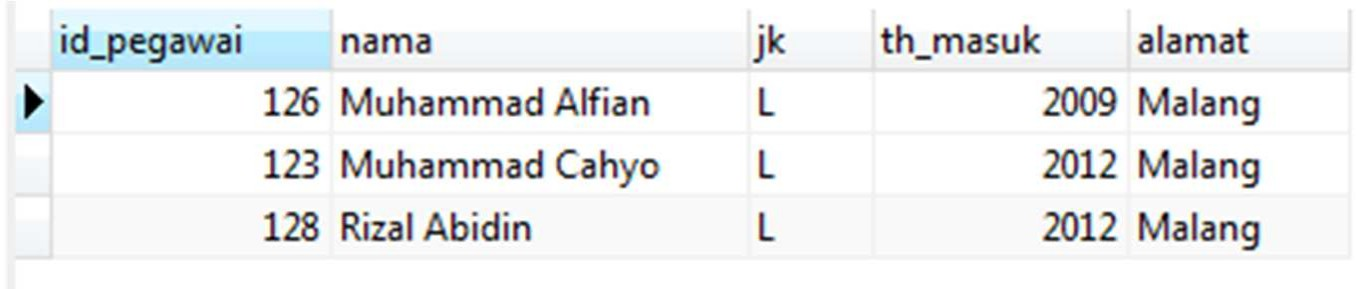 id_pegawai nama jk th_masuk alamat
126 Muhammad Alfian L 2009 Malang
123 Muhammad Cahyo L 2012 Malang
128 Rizal Abidin L 2012 Malang